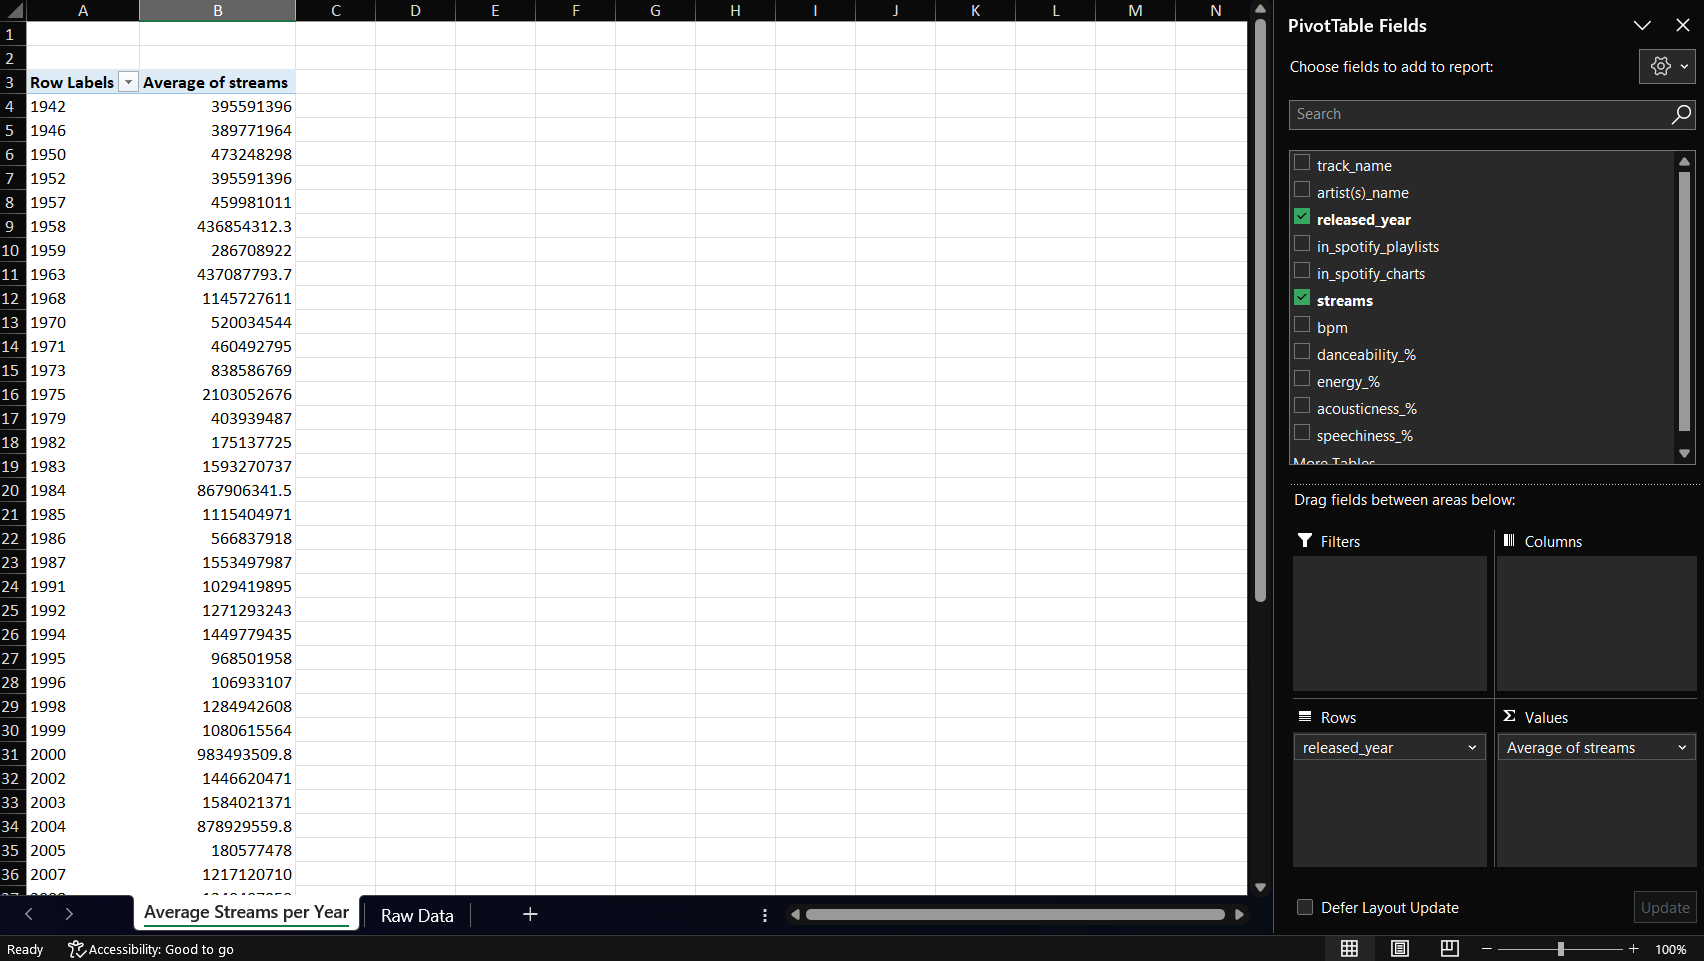 A B C D E F G H I J K L M N
1
2
3 Row Labels Average of streams
4 1942 395591396
5 1946 389771964
6 1950 473248298
7 1952 395591396
8 1957 459981011
9 1958 436854312.3
10 1959 286708922
11 1963 437087793.7
12 1968 1145727611
13 1970 520034544
14 1971 460492795
15 1973 838586769
16 1975 2103052676
17 1979 403939487
18 1982 175137725
19 1983 1593270737
20 1984 867906341.5
21 1985 1115404971
22 1986 566837918
23 1987 1553497987
24 1991 1029419895
25 1992 1271293243
26 1994 1449779435
27 1995 968501958
28 1996 106933107
29 1998 1284942608
30 1999 1080615564
31 2000 983493509.8
32 2002 1446620471
33 2003 1584021371
34 2004 878929559.8
35 2005 180577478
36 2007 1217120710
Average Streams per Year Raw Data
Ready Accessibility: Good to go
100%
PivotTable Fields
Choose fields to add to report:
Search
track_name
artist(s)_name
released_year
in_spotify_playlists
in_spotify_charts
streams
bpm
danceability_%
energy_%
acousticness_%
speechiness_%
More Tables
Drag fields between areas below:
Filters
Columns
Rows
released_year
Σ Values
Average of streams
Defer Layout Update
Update